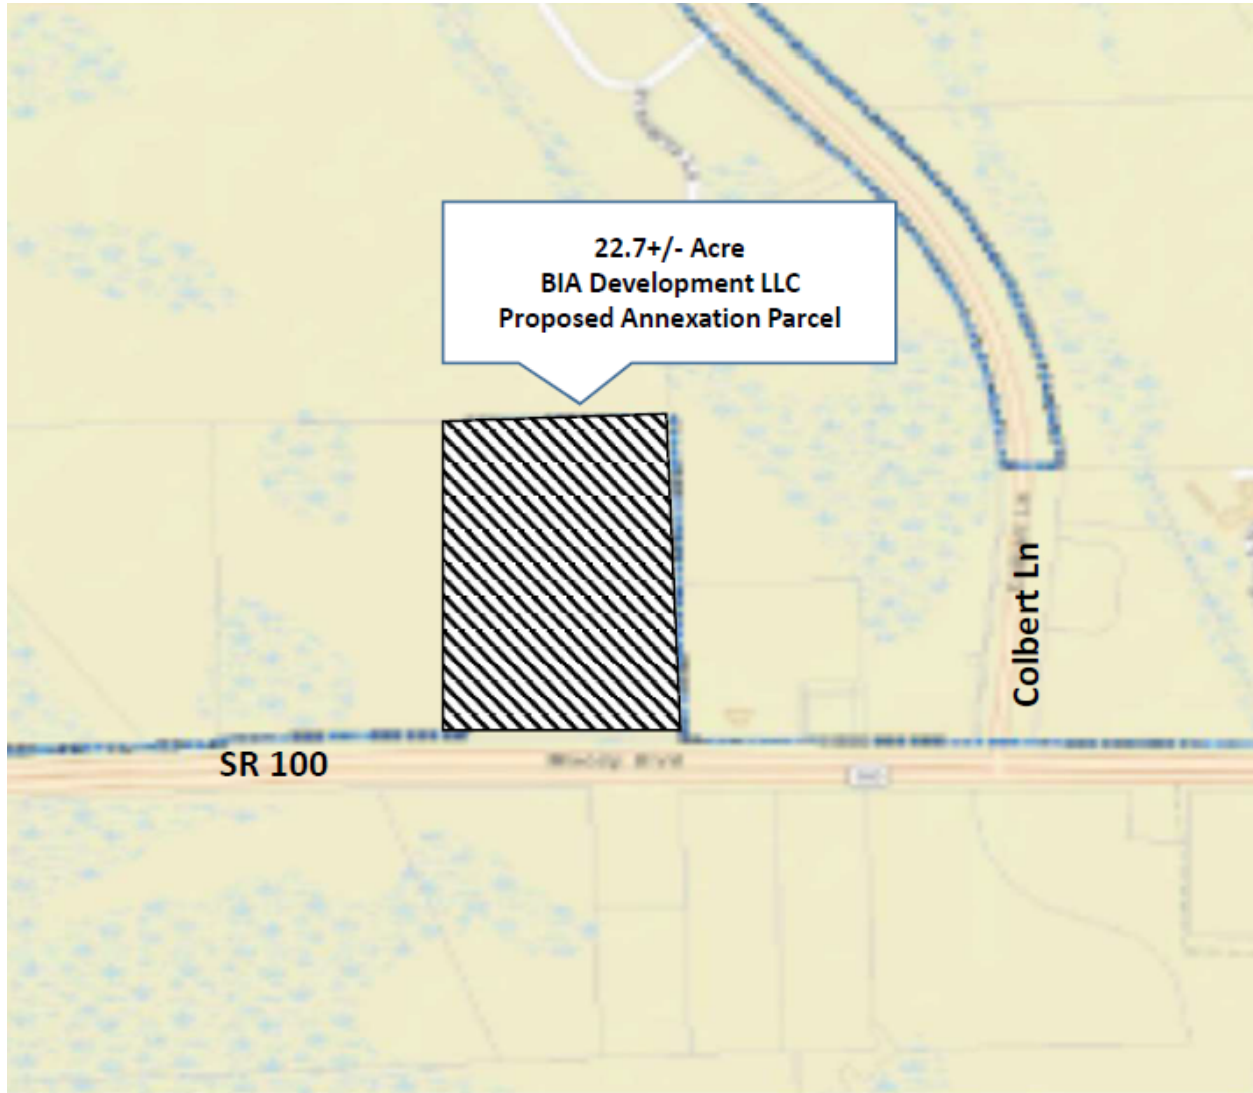 22.7+/- Acre
BIA Development LLC
Proposed Annexation Parcel
Colbert Ln
SR 100